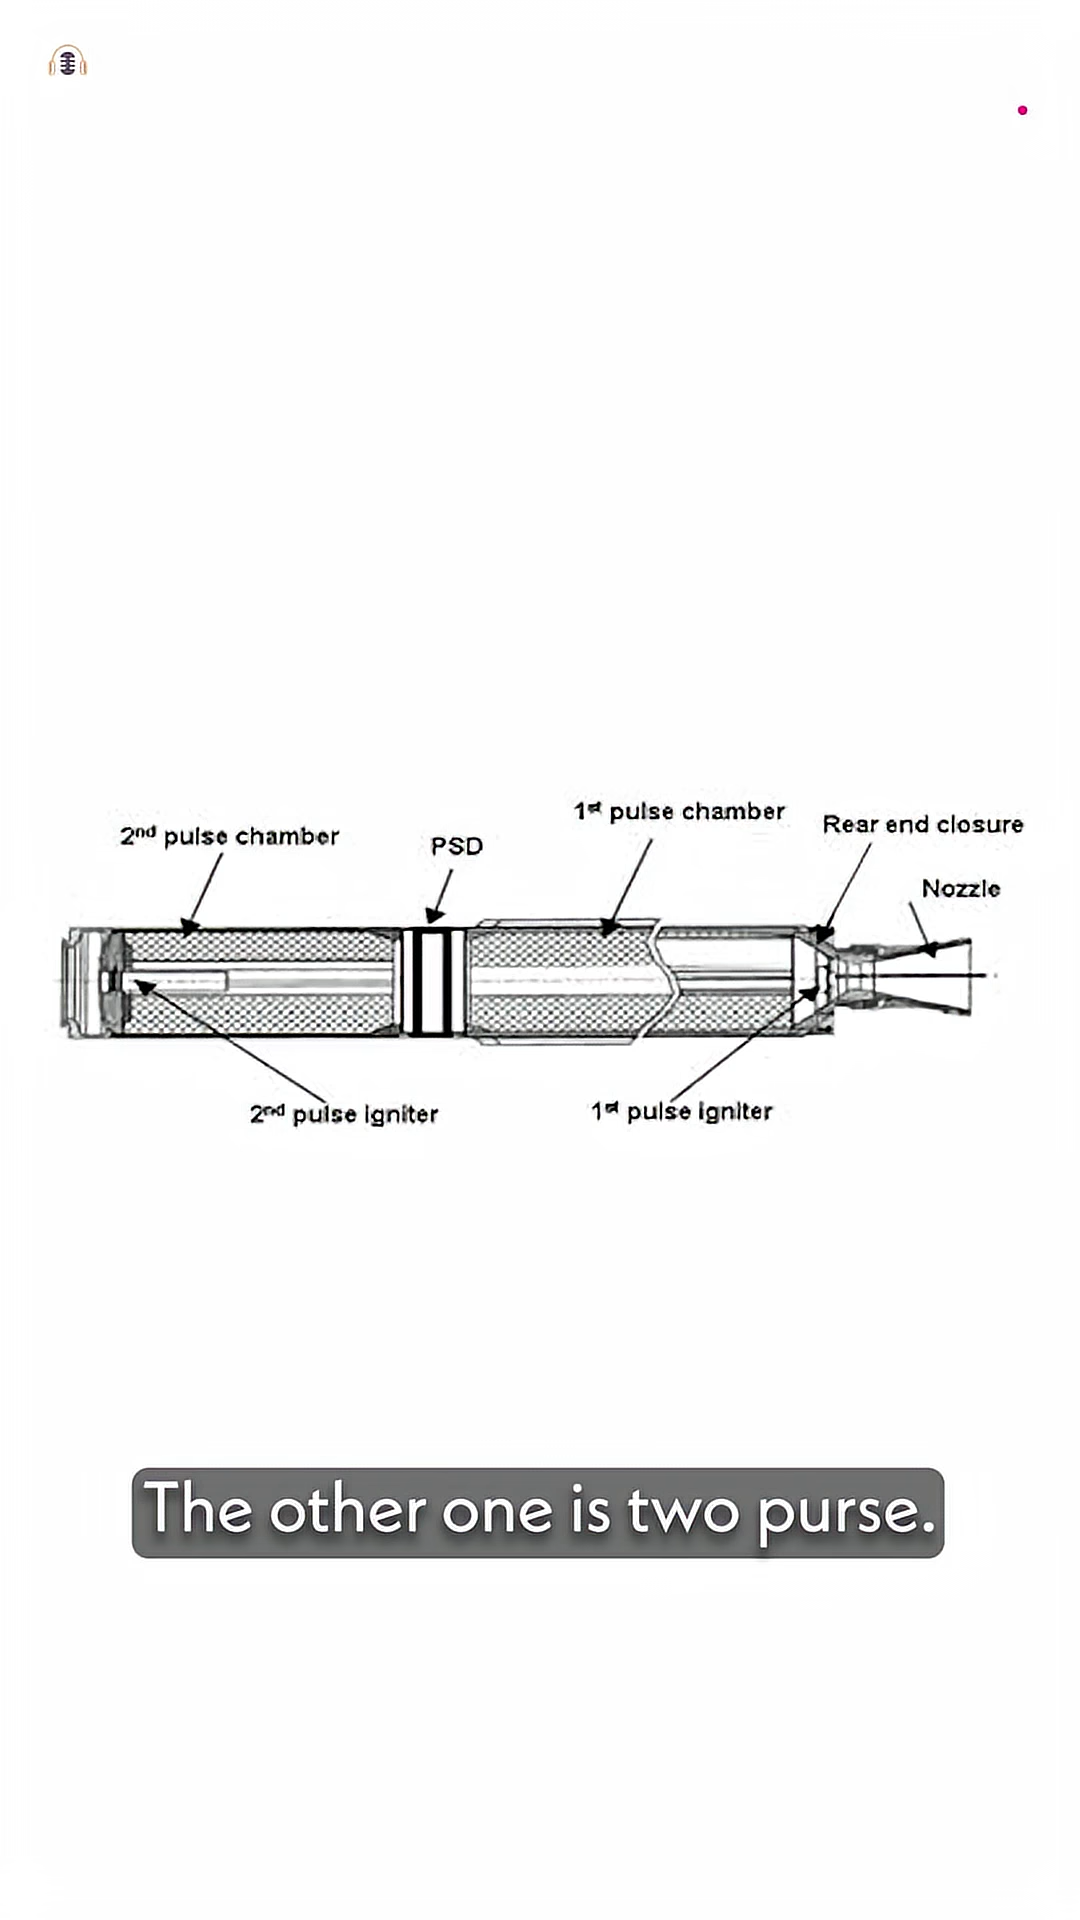 1st pulse chamber
Rear end closure
2nd pulse chamber
PSD
Nozzle
2nd pulse igniter
1st pulse igniter
The other one is two purse.